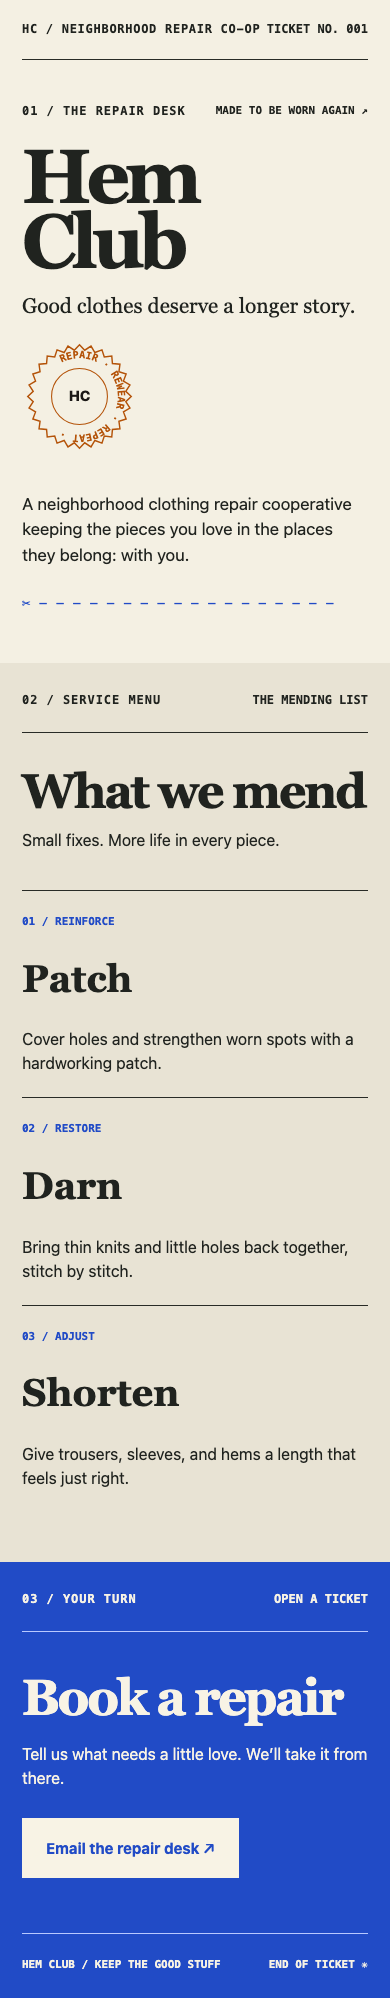 HC / NEIGHBORHOOD REPAIR CO-OP TICKET NO. 001
01 / THE REPAIR DESK MADE TO BE WORN AGAIN ↗
Hem
Club
Good clothes deserve a longer story.
REPAIR · REWEAR · REPEAT ·
HC
A neighborhood clothing repair cooperative
keeping the pieces you love in the places
they belong: with you.
02 / SERVICE MENU THE MENDING LIST
What we mend
Small fixes. More life in every piece.
01 / REINFORCE
Patch
Cover holes and strengthen worn spots with a
hardworking patch.
02 / RESTORE
Darn
Bring thin knits and little holes back together,
stitch by stitch.
03 / ADJUST
Shorten
Give trousers, sleeves, and hems a length that
feels just right.
03 / YOUR TURN OPEN A TICKET
Book a repair
Tell us what needs a little love. We’ll take it from
there.
Email the repair desk ↗
HEM CLUB / KEEP THE GOOD STUFF END OF TICKET ✳